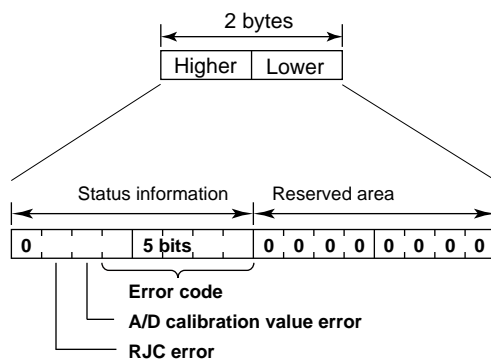 2 bytes
Higher Lower
Status information Reserved area
0 5 bits 0 0 0 0 0 0 0 0
Error code
A/D calibration value error
RJC error